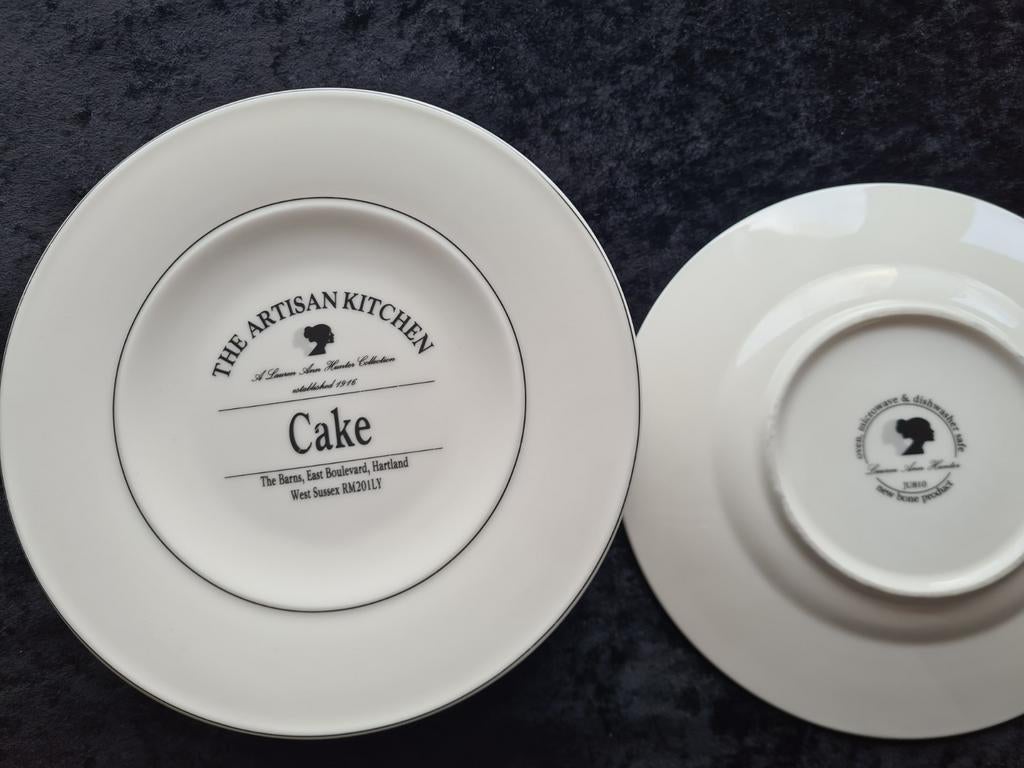 THE ARTISAN KITCHEN
A Lauren Ann Hunter Collection
established 1916
Cake
The Barns, East Boulevard, Hartland
West Sussex RM201LY
oven, microwave & dishwasher safe
Lauren Ann Hunter
JUB10
new bone product